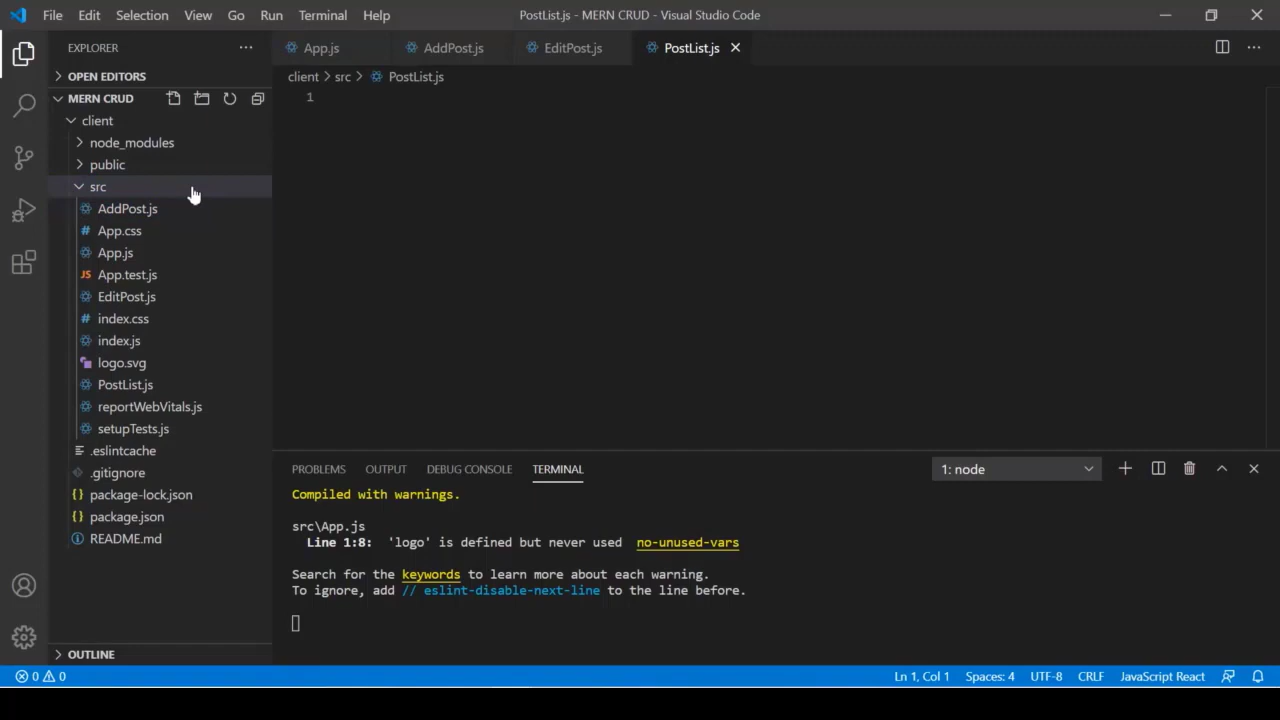 File Edit Selection View Go Run Terminal Help PostList.js - MERN CRUD - Visual Studio Code
EXPLORER
App.js AddPost.js EditPost.js PostList.js
OPEN EDITORS
client > src > PostList.js
MERN CRUD
1
client
node_modules
public
src
AddPost.js
# App.css
App.js
JS App.test.js
EditPost.js
# index.css
index.js
logo.svg
PostList.js
reportWebVitals.js
setupTests.js
.eslintcache
.gitignore
{} package-lock.json
{} package.json
README.md
OUTLINE
PROBLEMS OUTPUT DEBUG CONSOLE TERMINAL 1: node
Compiled with warnings.
src\App.js
Line 1:8: 'logo' is defined but never used no-unused-vars
Search for the keywords to learn more about each warning.
To ignore, add // eslint-disable-next-line to the line before.
0 0 Ln 1, Col 1 Spaces: 4 UTF-8 CRLF JavaScript React